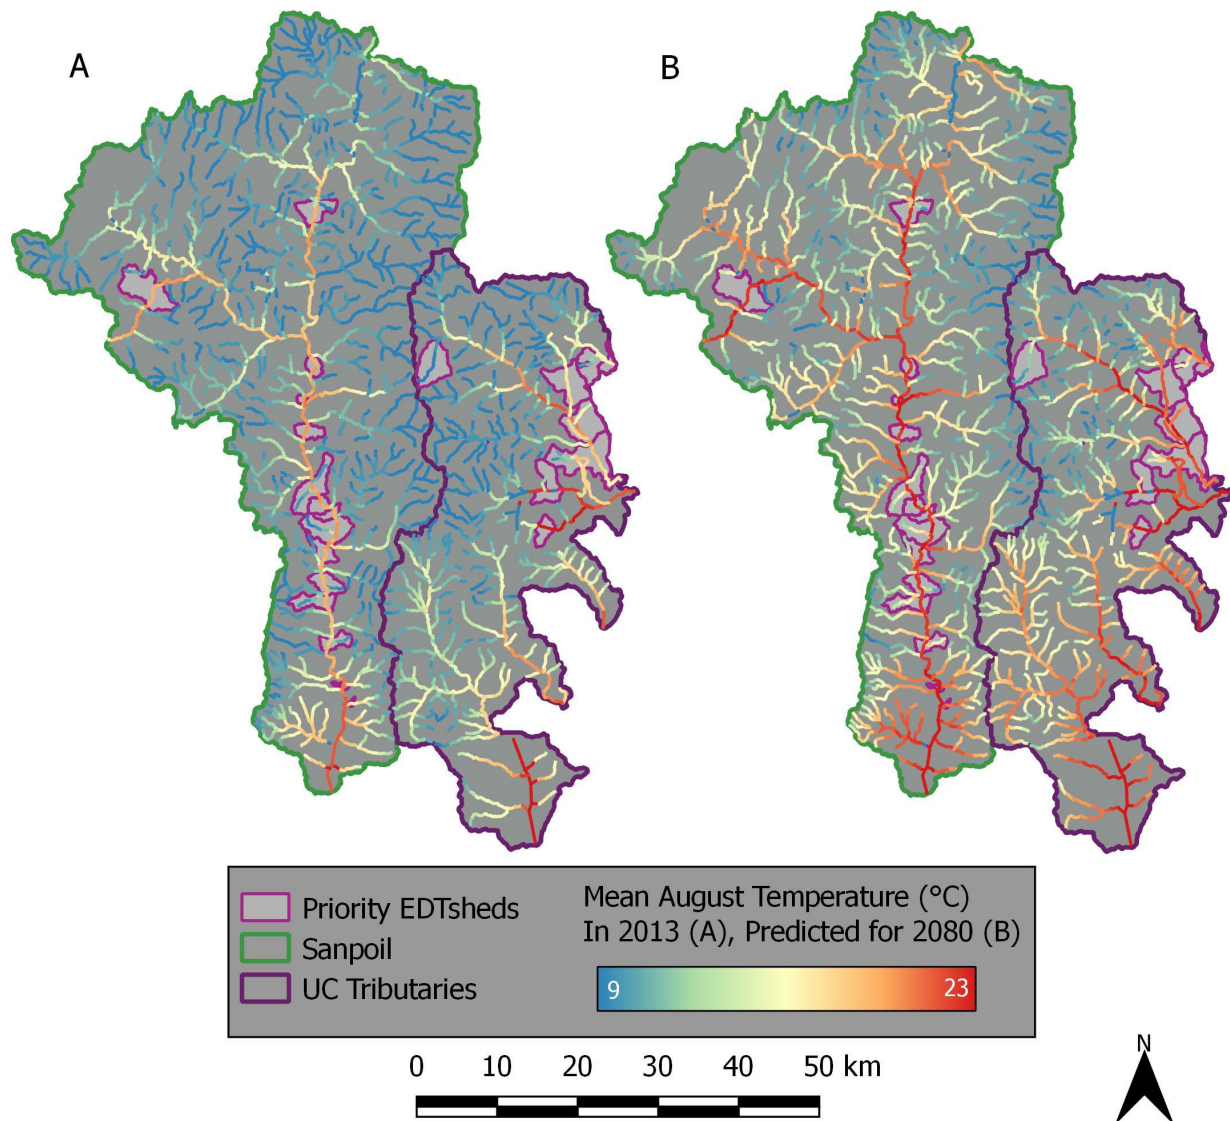 A
B
Priority EDTsheds
Sanpoil
UC Tributaries
Mean August Temperature (°C)
In 2013 (A), Predicted for 2080 (B)
9
23
0 10 20 30 40 50 km
N